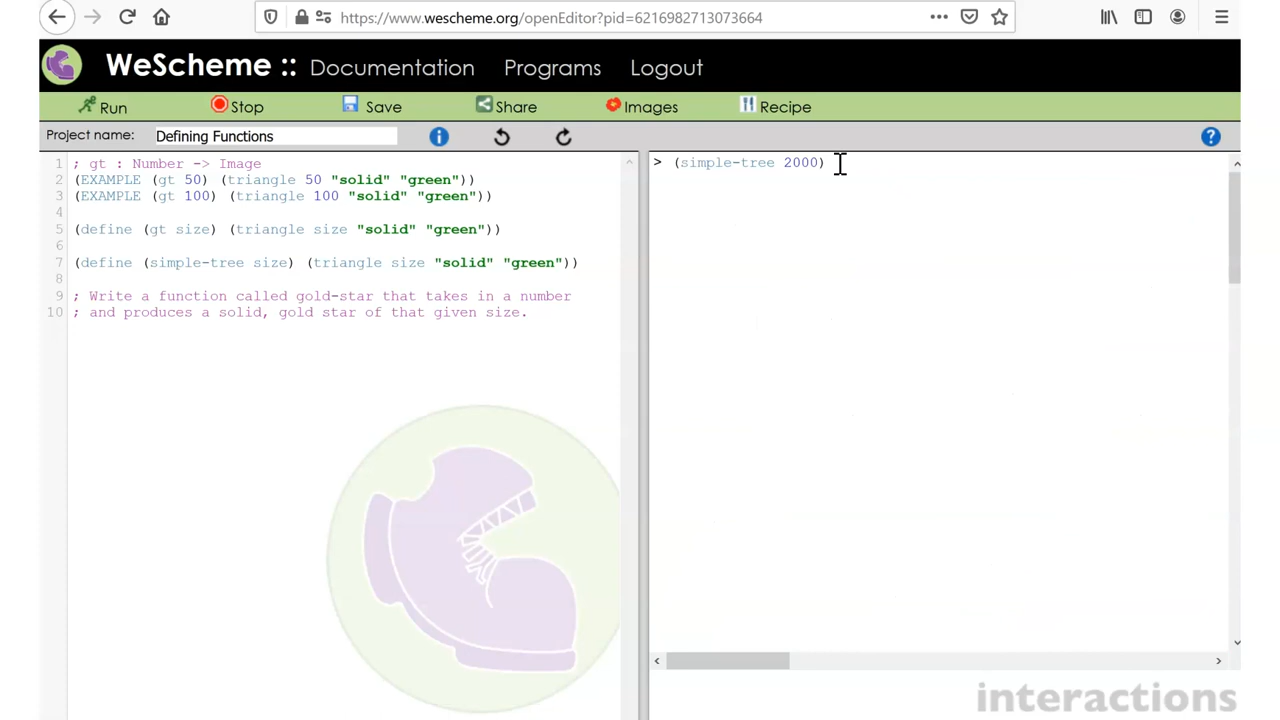 https://www.wescheme.org/openEditor?pid=6216982713073664
WeScheme :: Documentation Programs Logout
Run Stop Save Share Images Recipe
Project name: Defining Functions
1 ; gt : Number -> Image
2 (EXAMPLE (gt 50) (triangle 50 "solid" "green"))
3 (EXAMPLE (gt 100) (triangle 100 "solid" "green"))
4
5 (define (gt size) (triangle size "solid" "green"))
6
7 (define (simple-tree size) (triangle size "solid" "green"))
8
9 ; Write a function called gold-star that takes in a number
10 ; and produces a solid, gold star of that given size.
> (simple-tree 2000)
interactions